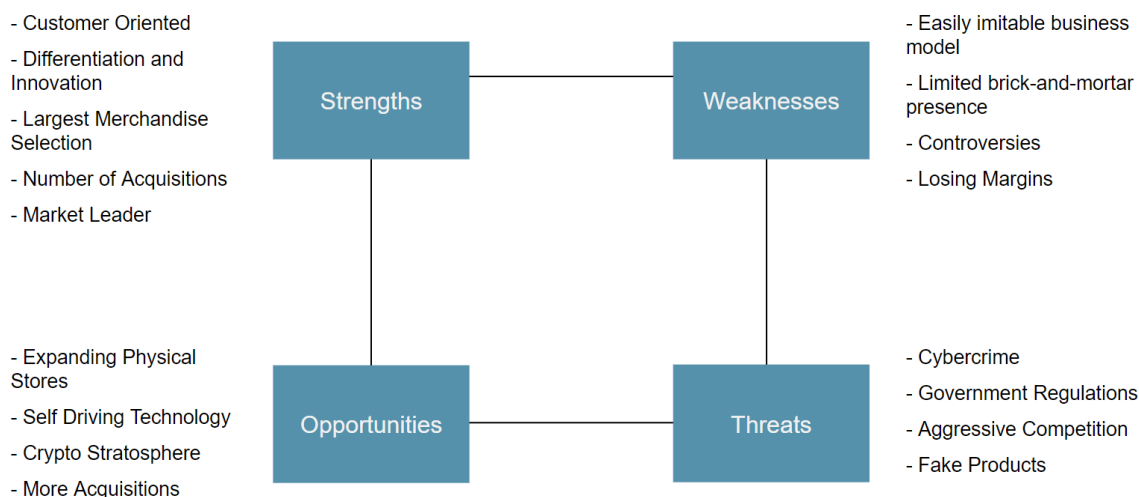 - Customer Oriented
- Differentiation and
Innovation
- Largest Merchandise
Selection
- Number of Acquisitions
- Market Leader
Strengths
Weaknesses
- Easily imitable business
model
- Limited brick-and-mortar
presence
- Controversies
- Losing Margins
- Expanding Physical
Stores
- Self Driving Technology
- Crypto Stratosphere
- More Acquisitions
Opportunities
Threats
- Cybercrime
- Government Regulations
- Aggressive Competition
- Fake Products